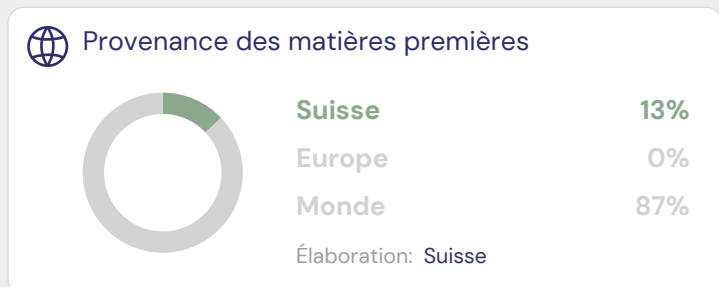 Provenance des matières premières
Suisse 13%
Europe 0%
Monde 87%
Élaboration: Suisse